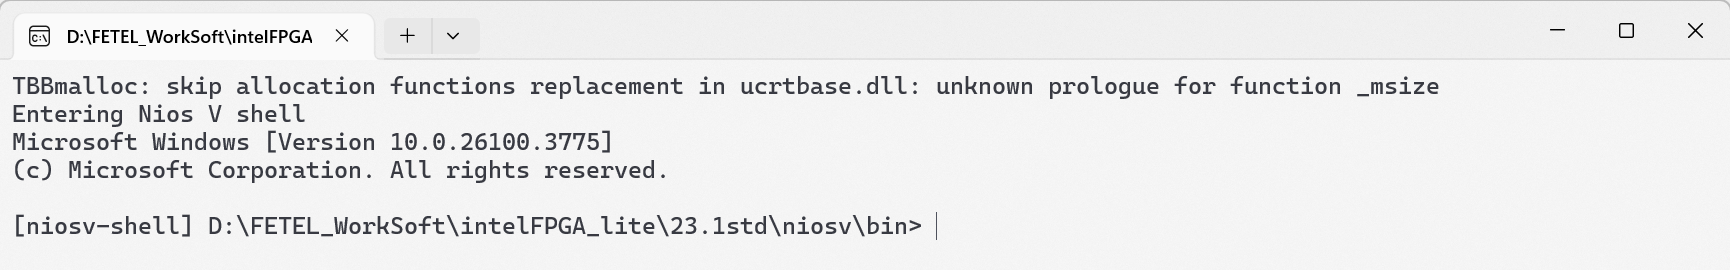 D:\FETEL_WorkSoft\intelFPGA
TBBmalloc: skip allocation functions replacement in ucrtbase.dll: unknown prologue for function _msize
Entering Nios V shell
Microsoft Windows [Version 10.0.26100.3775]
(c) Microsoft Corporation. All rights reserved.
[niosv-shell] D:\FETEL_WorkSoft\intelFPGA_lite\23.1std\niosv\bin>